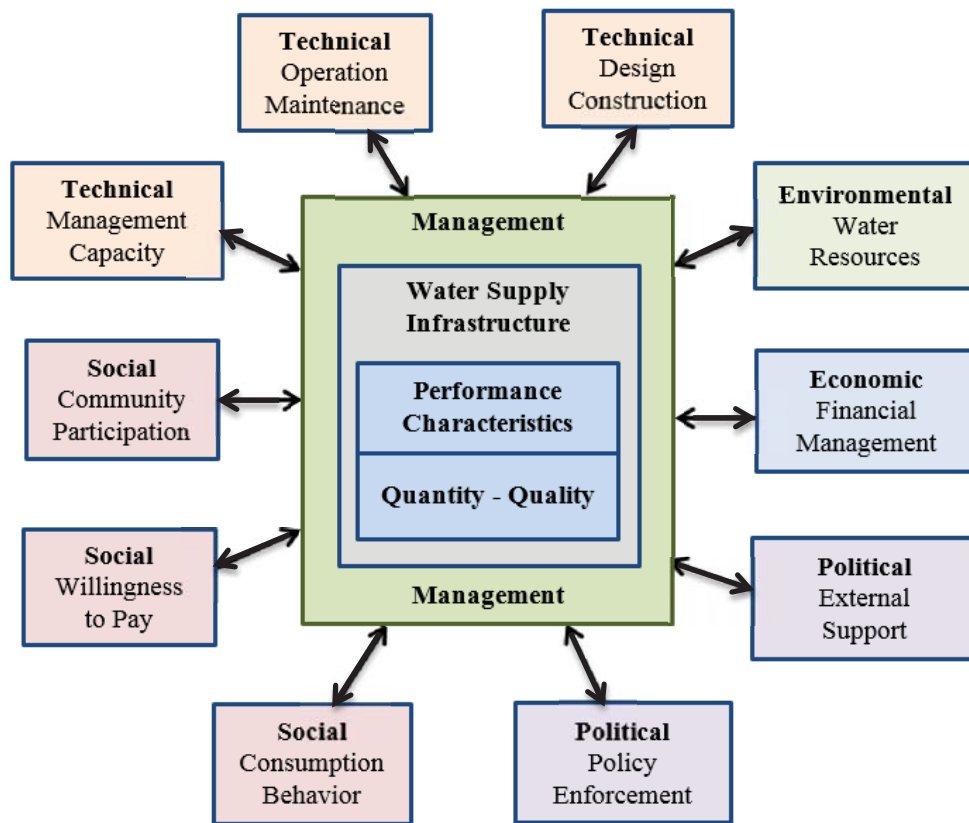 Technical
Operation
Maintenance
Technical
Design
Construction
Technical
Management
Capacity
Management
Environmental
Water
Resources
Water Supply
Infrastructure
Social
Community
Participation
Performance
Characteristics
Economic
Financial
Management
Quantity - Quality
Social
Willingness
to Pay
Management
Political
External
Support
Social
Consumption
Behavior
Political
Policy
Enforcement